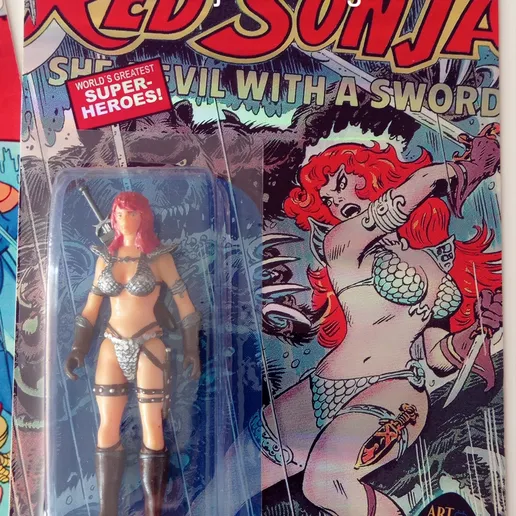 RED SONJA
SHE-DEVIL WITH A SWORD
WORLD'S GREATEST
SUPER-
HEROES!
ART